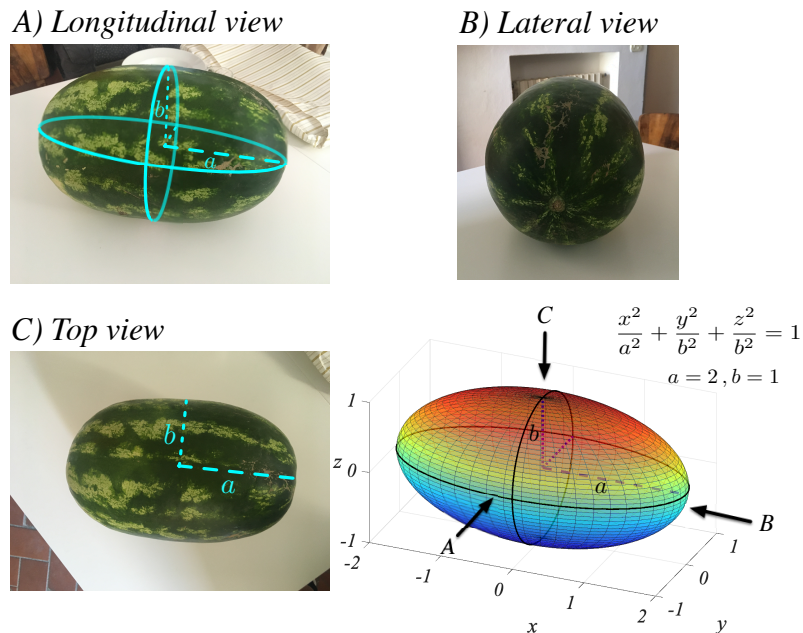 A) Longitudinal view
B) Lateral view
b
a
C) Top view
b
a
C
x²/a² + y²/b² + z²/b² = 1
a = 2 , b = 1
1
b
z 0
a
A
B
-1
-2
-1
0
1
2
x
-1
0
1
y